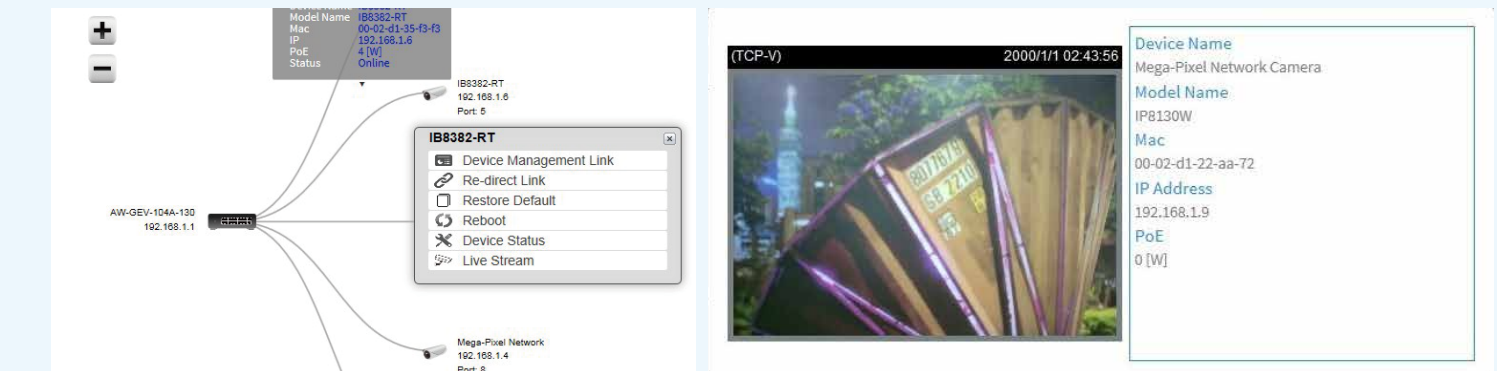 Model Name IB8382-RT
Mac 00-02-d1-35-f3-f3
IP 192.168.1.6
PoE 4 [W]
Status Online
IB8382-RT
192.168.1.6
Port: 5
IB8382-RT
Device Management Link
Re-direct Link
Restore Default
Reboot
Device Status
Live Stream
AW-GEV-104A-130
192.168.1.1
Mega-Pixel Network
192.168.1.4
Port: 8
(TCP-V) 2000/1/1 02:43:56
8077679
GB 2210
Device Name
Mega-Pixel Network Camera
Model Name
IP8130W
Mac
00-02-d1-22-aa-72
IP Address
192.168.1.9
PoE
0 [W]